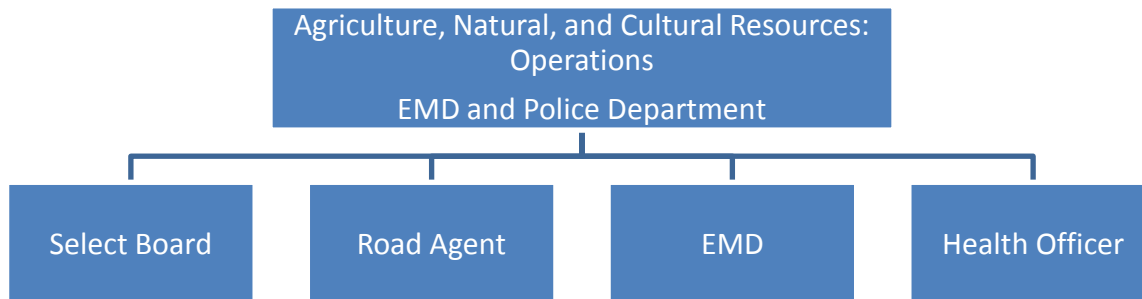 Agriculture, Natural, and Cultural Resources:
Operations
EMD and Police Department
Select Board
Road Agent
EMD
Health Officer